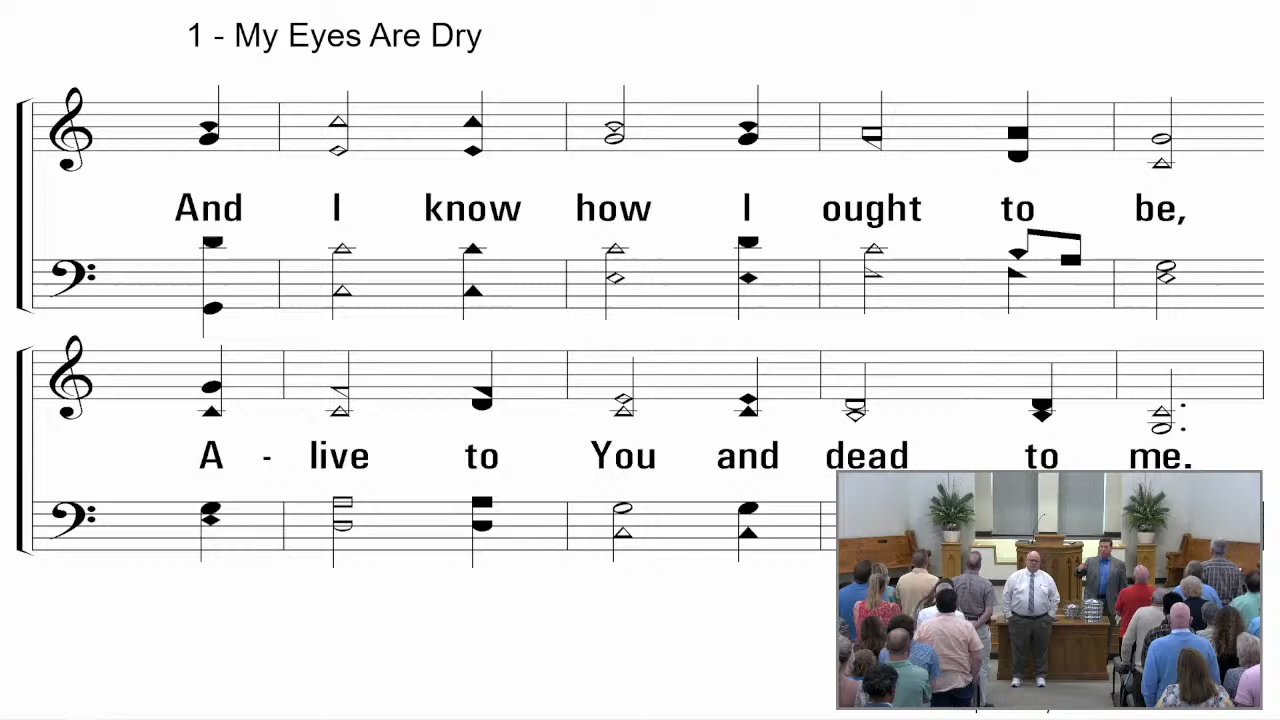 1 - My Eyes Are Dry
And I know how I ought to be,
A - live to You and dead to me.